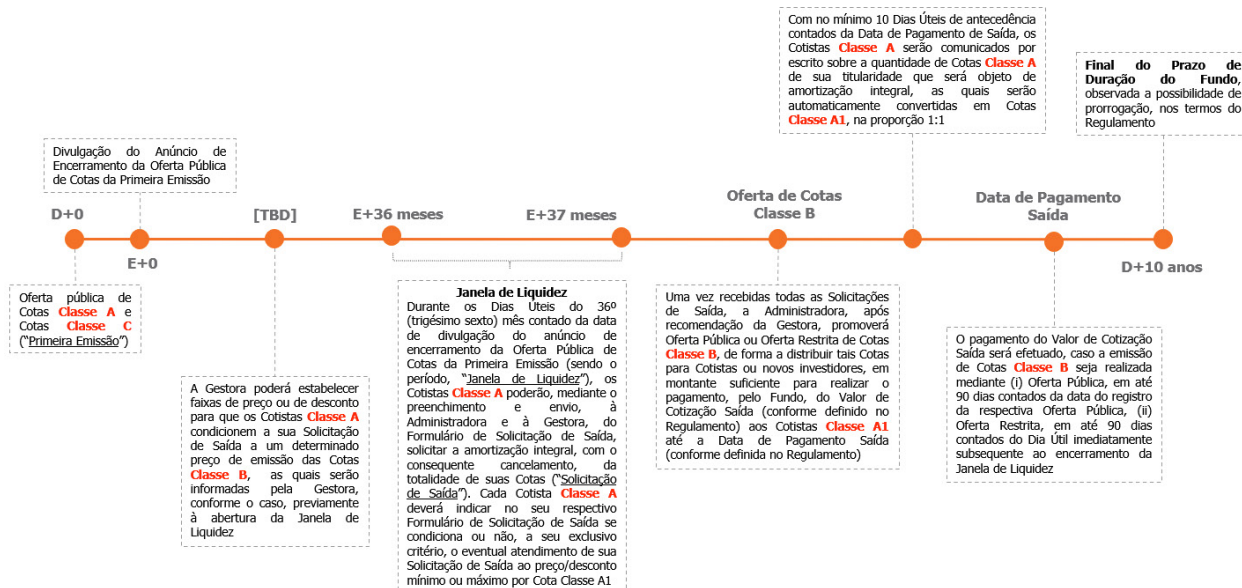 Com no mínimo 10 Dias Úteis de antecedência
contados da Data de Pagamento de Saída, os
Cotistas Classe A serão comunicados por
escrito sobre a quantidade de Cotas Classe A
de sua titularidade que será objeto de
amortização integral, as quais serão
automaticamente convertidas em Cotas
Classe A1, na proporção 1:1
Final do Prazo de
Duração do Fundo,
observada a possibilidade de
prorrogação, nos termos do
Regulamento
Divulgação do Anúncio de
Encerramento da Oferta Pública
de Cotas da Primeira Emissão
D+0
E+0
[TBD]
E+36 meses
E+37 meses
Oferta de Cotas
Classe B
Data de Pagamento
Saída
D+10 anos
Oferta pública de
Cotas Classe A e
Cotas Classe C
(“Primeira Emissão”)
A Gestora poderá estabelecer
faixas de preço ou de desconto
para que os Cotistas Classe A
condicionem a sua Solicitação
de Saída a um determinado
preço de emissão das Cotas
Classe B, as quais serão
informadas pela Gestora,
conforme o caso, previamente
à abertura da Janela de
Liquidez
Janela de Liquidez
Durante os Dias Úteis do 36º
(trigésimo sexto) mês contado da data
de divulgação do anúncio de
encerramento da Oferta Pública de
Cotas da Primeira Emissão (sendo o
período, “Janela de Liquidez”), os
Cotistas Classe A poderão, mediante o
preenchimento e envio, à
Administradora e à Gestora, do
Formulário de Solicitação de Saída,
solicitar a amortização integral, com o
consequente cancelamento, da
totalidade de suas Cotas (“Solicitação
de Saída”). Cada Cotista Classe A
deverá indicar no seu respectivo
Formulário de Solicitação de Saída se
condiciona ou não, a seu exclusivo
critério, o eventual atendimento de sua
Solicitação de Saída ao preço/desconto
mínimo ou máximo por Cota Classe A1
Uma vez recebidas todas as Solicitações
de Saída, a Administradora, após
recomendação da Gestora, promoverá
Oferta Pública ou Oferta Restrita de Cotas
Classe B, de forma a distribuir tais Cotas
para Cotistas ou novos investidores, em
montante suficiente para realizar o
pagamento, pelo Fundo, do Valor de
Cotização Saída (conforme definido no
Regulamento) aos Cotistas Classe A1
até a Data de Pagamento Saída
(conforme definida no Regulamento)
O pagamento do Valor de Cotização
Saída será efetuado, caso a emissão
de Cotas Classe B seja realizada
mediante (i) Oferta Pública, em até
90 dias contados da data do registro
da respectiva Oferta Pública, (ii)
Oferta Restrita, em até 90 dias
contados do Dia Útil imediatamente
subsequente ao encerramento da
Janela de Liquidez